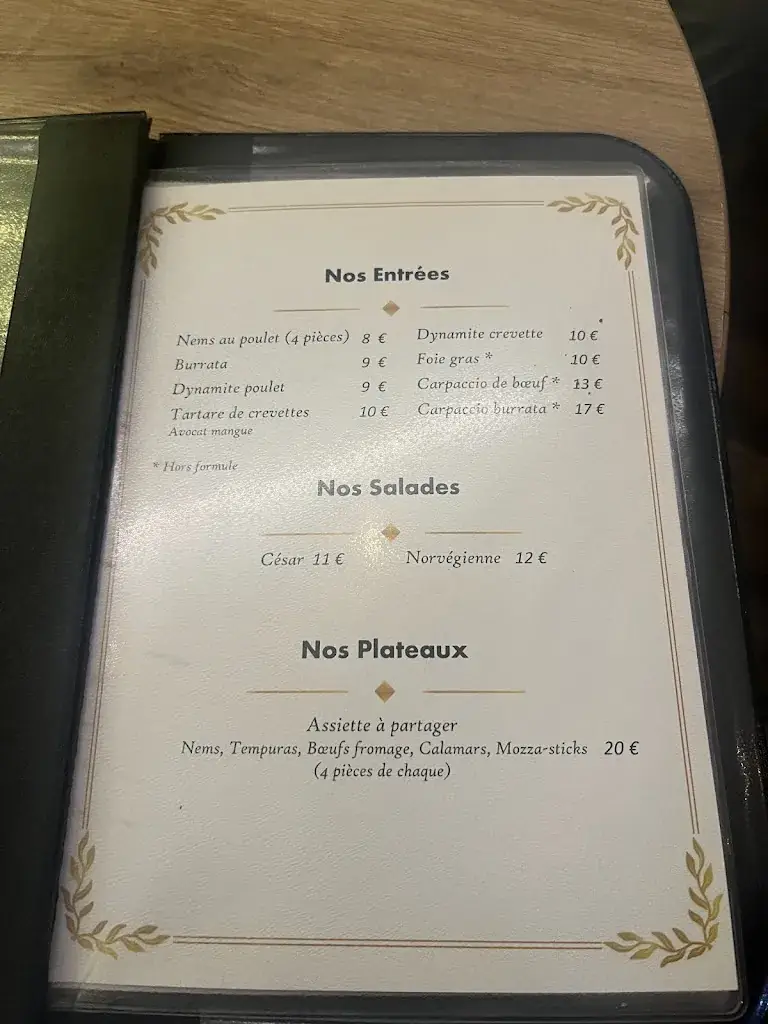 Nos Entrées
Nems au poulet (4 pièces) 8 €
Burrata 9 €
Dynamite poulet 9 €
Tartare de crevettes 10 €
Avocat mangue
Dynamite crevette 10 €
Foie gras * 10 €
Carpaccio de bœuf * 13 €
Carpaccio burrata * 17 €
* Hors formule
Nos Salades
César 11 € Norvégienne 12 €
Nos Plateaux
Assiette à partager
Nems, Tempuras, Bœufs fromage, Calamars, Mozza-sticks 20 €
(4 pièces de chaque)